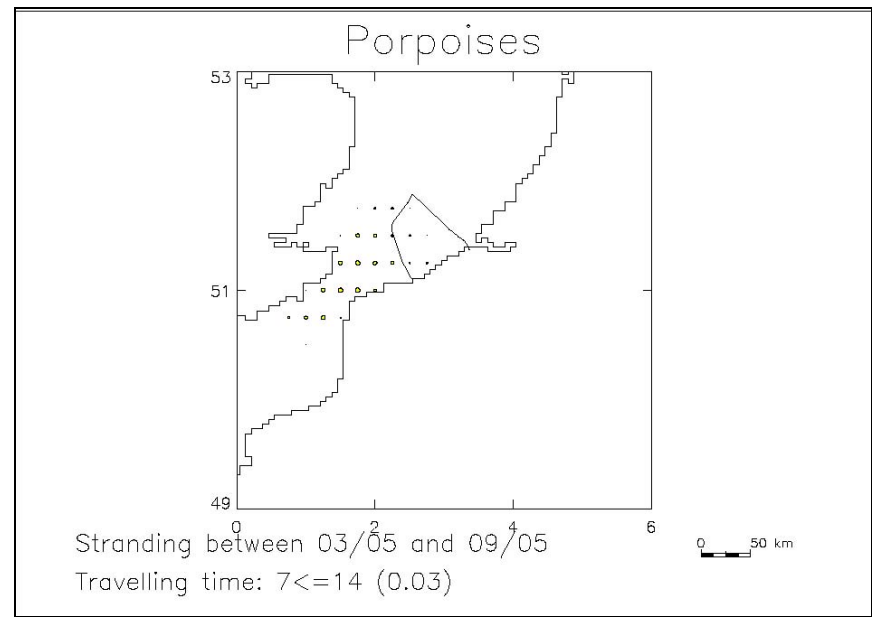 Porpoises
53
51
49
0 2 4 6
Stranding between 03/05 and 09/05
0 50 km
Travelling time: 7<=14 (0.03)